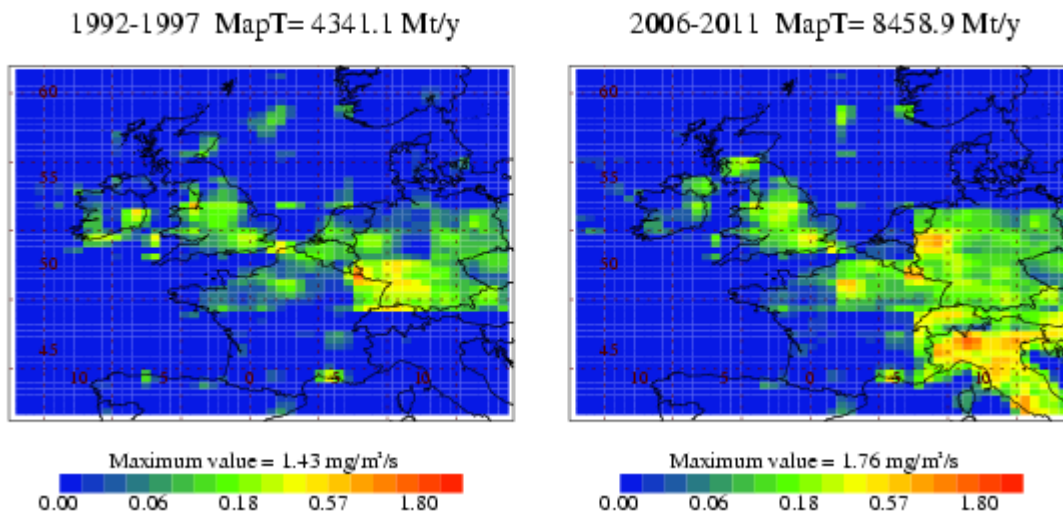 1992-1997 MapT= 4341.1 Mt/y
60
55
50
45
10 5 0 5 10
Maximum value = 1.43 mg/m²/s
0.00 0.06 0.18 0.57 1.80
2006-2011 MapT= 8458.9 Mt/y
60
55
50
45
10 5 0 5 10
Maximum value = 1.76 mg/m²/s
0.00 0.06 0.18 0.57 1.80